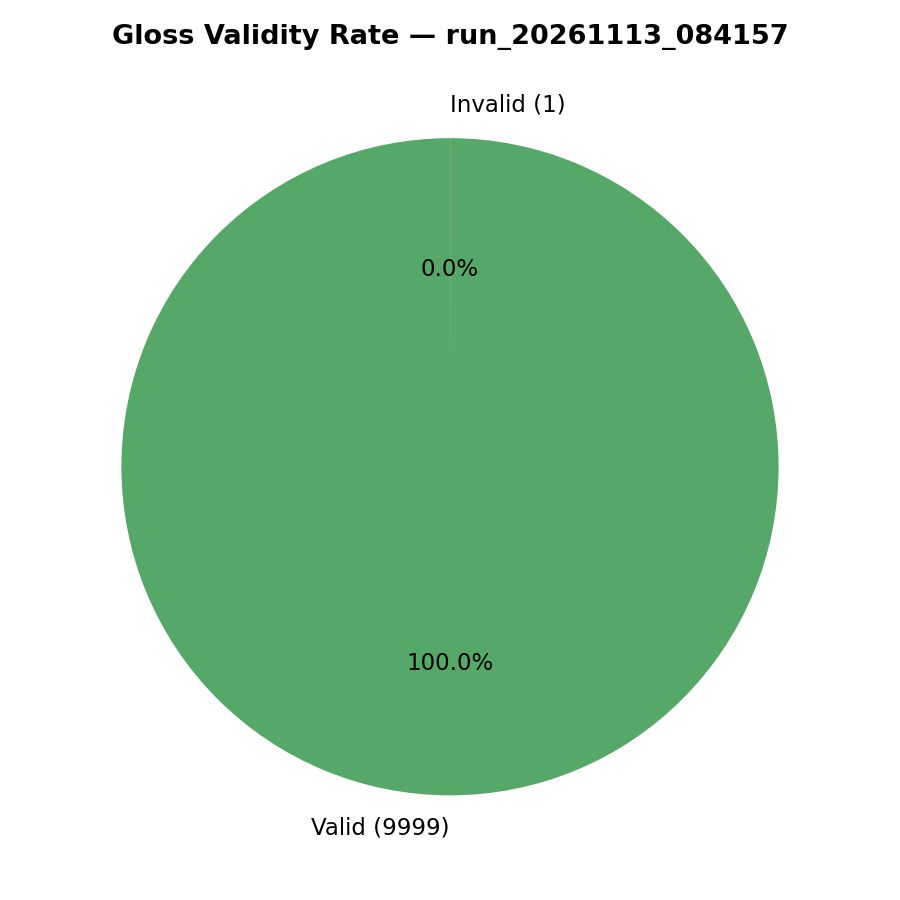 Gloss Validity Rate — run_20261113_084157
Invalid (1)
0.0%
100.0%
Valid (9999)